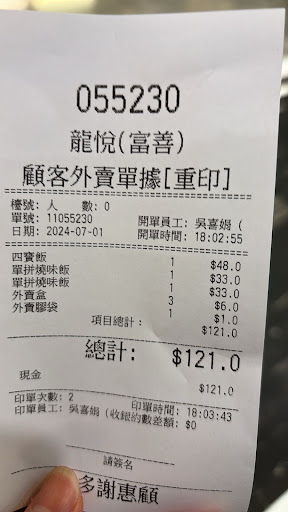 055230
龍悅(富善)
顧客外賣單據[重印]
檯號: 人 數: 0
單號: 11055230 開單員工: 吳喜娟 (
日期: 2024-07-01 開單時間: 18:02:55
四寶飯 1 $48.0
單拼燒味飯 1 $33.0
單拼燒味飯 1 $33.0
外賣盒 3 $6.0
外賣膠袋 1 $1.0
項目總計: $121.0
總計: $121.0
現金 $121.0
印單次數: 2 印單時間: 18:03:43
印單員工: 吳喜娟 (收銀的數差額: $0
請簽名
多謝惠顧